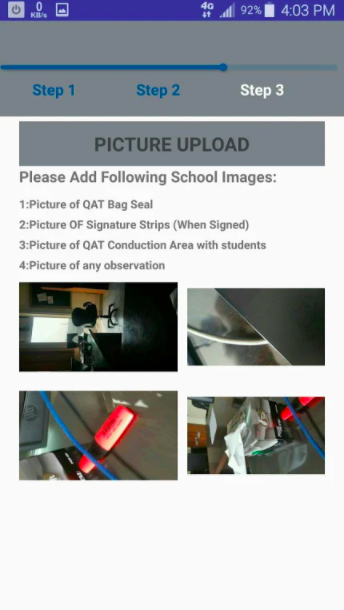 0
KB/s
4G
92%
4:03 PM
Step 1
Step 2
Step 3
PICTURE UPLOAD
Please Add Following School Images:
1:Picture of QAT Bag Seal
2:Picture OF Signature Strips (When Signed)
3:Picture of QAT Conduction Area with students
4:Picture of any observation